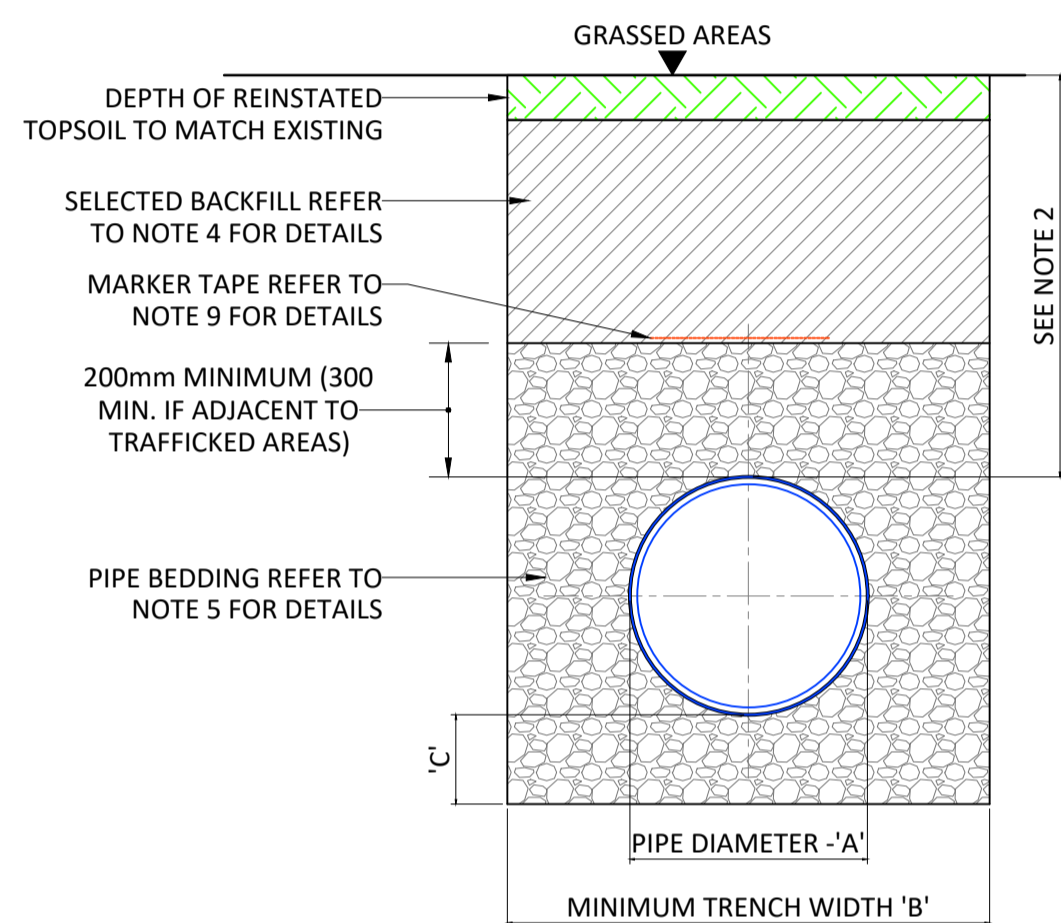 GRASSED AREAS
DEPTH OF REINSTATED
TOPSOIL TO MATCH EXISTING
SELECTED BACKFILL REFER
TO NOTE 4 FOR DETAILS
MARKER TAPE REFER TO
NOTE 9 FOR DETAILS
200mm MINIMUM (300
MIN. IF ADJACENT TO
TRAFFICKED AREAS)
SEE NOTE 2
PIPE BEDDING REFER TO
NOTE 5 FOR DETAILS
'C'
PIPE DIAMETER -'A'
MINIMUM TRENCH WIDTH 'B'